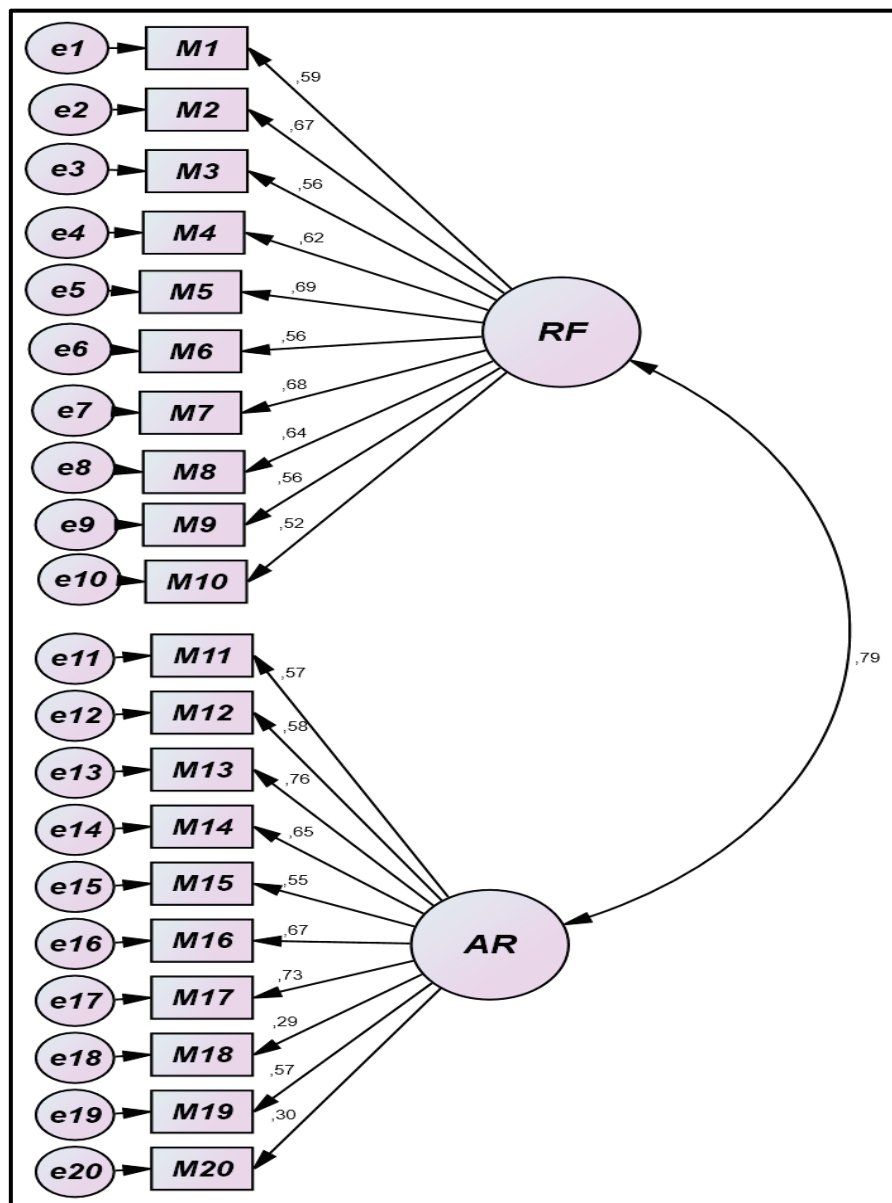 e1 M1
,59
e2 M2
,67
e3 M3
,56
e4 M4
,62
e5 M5
,69
RF
e6 M6
,56
e7 M7
,68
e8 M8
,64
e9 M9
,56
e10 M10
,52
,79
e11 M11
,57
e12 M12
,58
e13 M13
,76
e14 M14
,65
e15 M15
,55
e16 M16
,67
AR
e17 M17
,73
e18 M18
,29
e19 M19
,57
e20 M20
,30